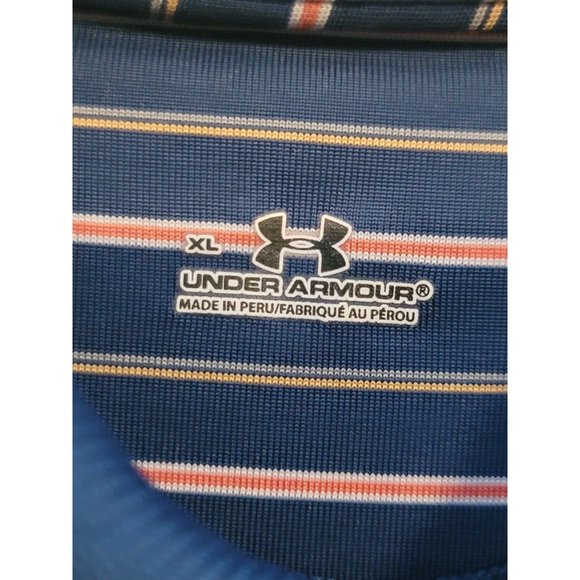 XL
UNDER ARMOUR®
MADE IN PERU/FABRIQUÉ AU PÉROU